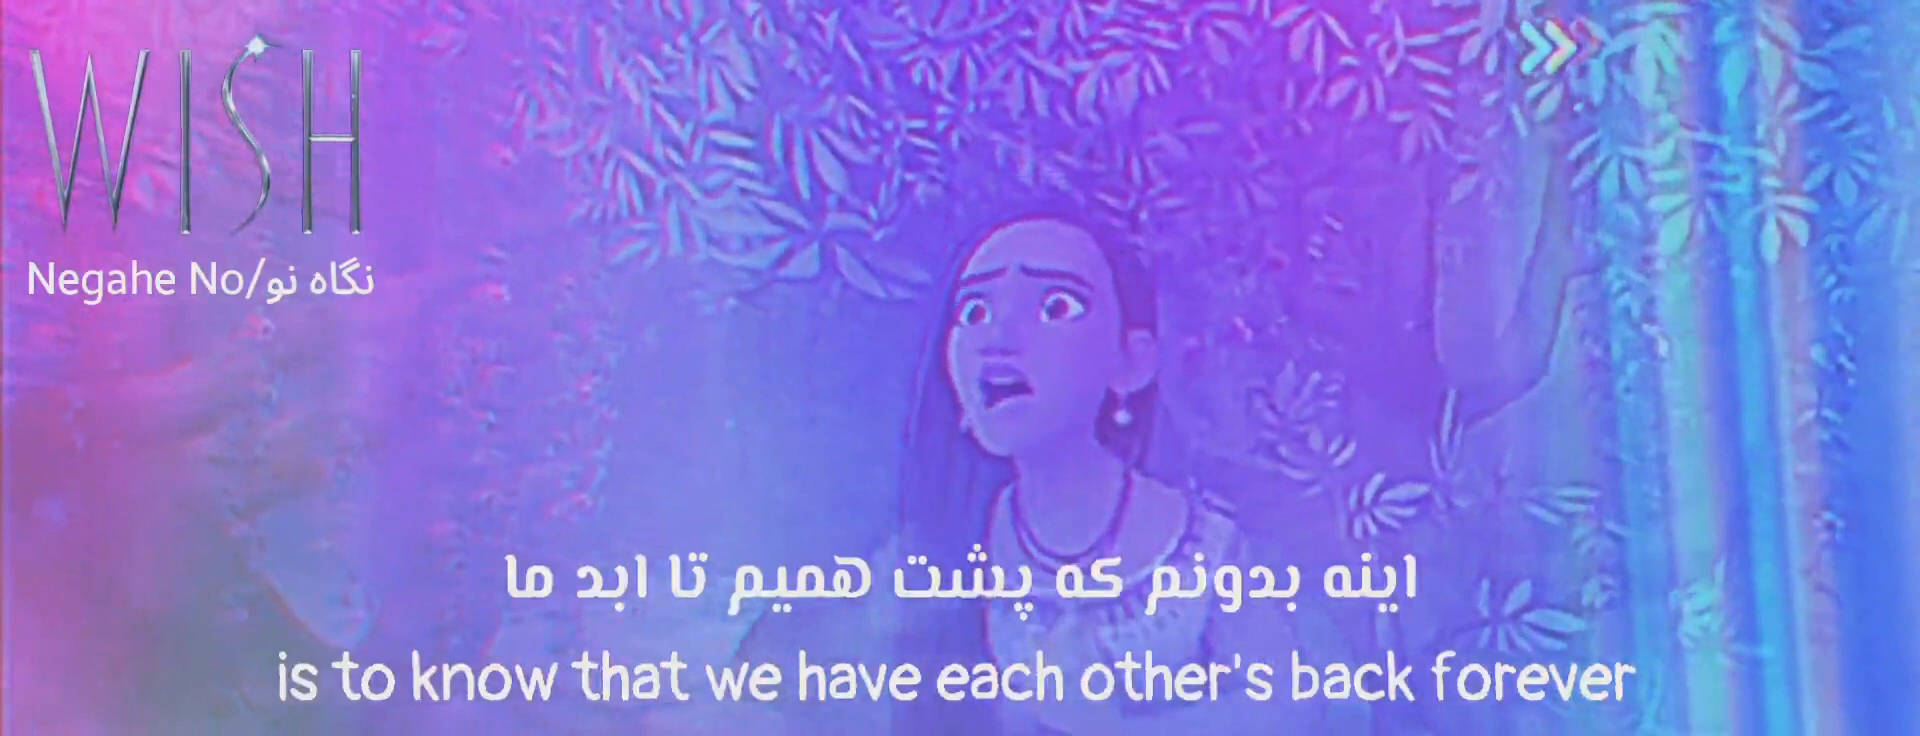 WISH
Negahe No/نگاه نو
اینه بدونم که پشت همیم تا ابد ما
is to know that we have each other's back forever